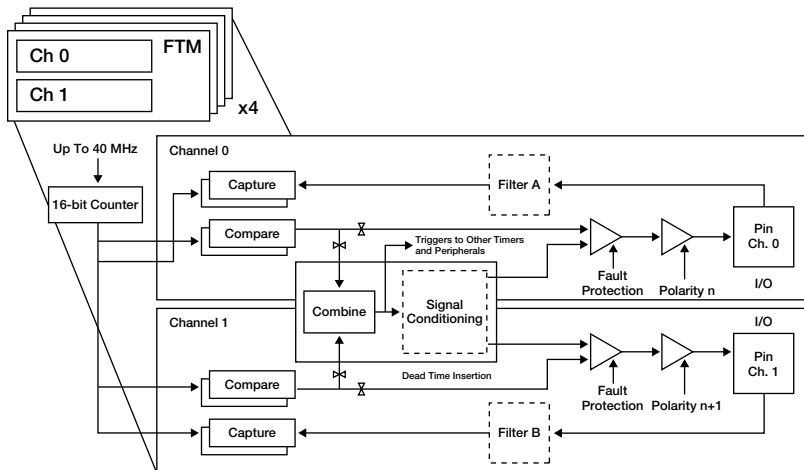 FTM
Ch 0
Ch 1
x4
Up To 40 MHz
16-bit Counter
Channel 0
Capture
Filter A
Compare
Triggers to Other Timers
and Peripherals
Pin
Ch. 0
Fault
Protection
Polarity n
I/O
Combine
Signal
Conditioning
Channel 1
I/O
Pin
Ch. 1
Compare
Dead Time Insertion
Fault
Protection
Polarity n+1
Capture
Filter B